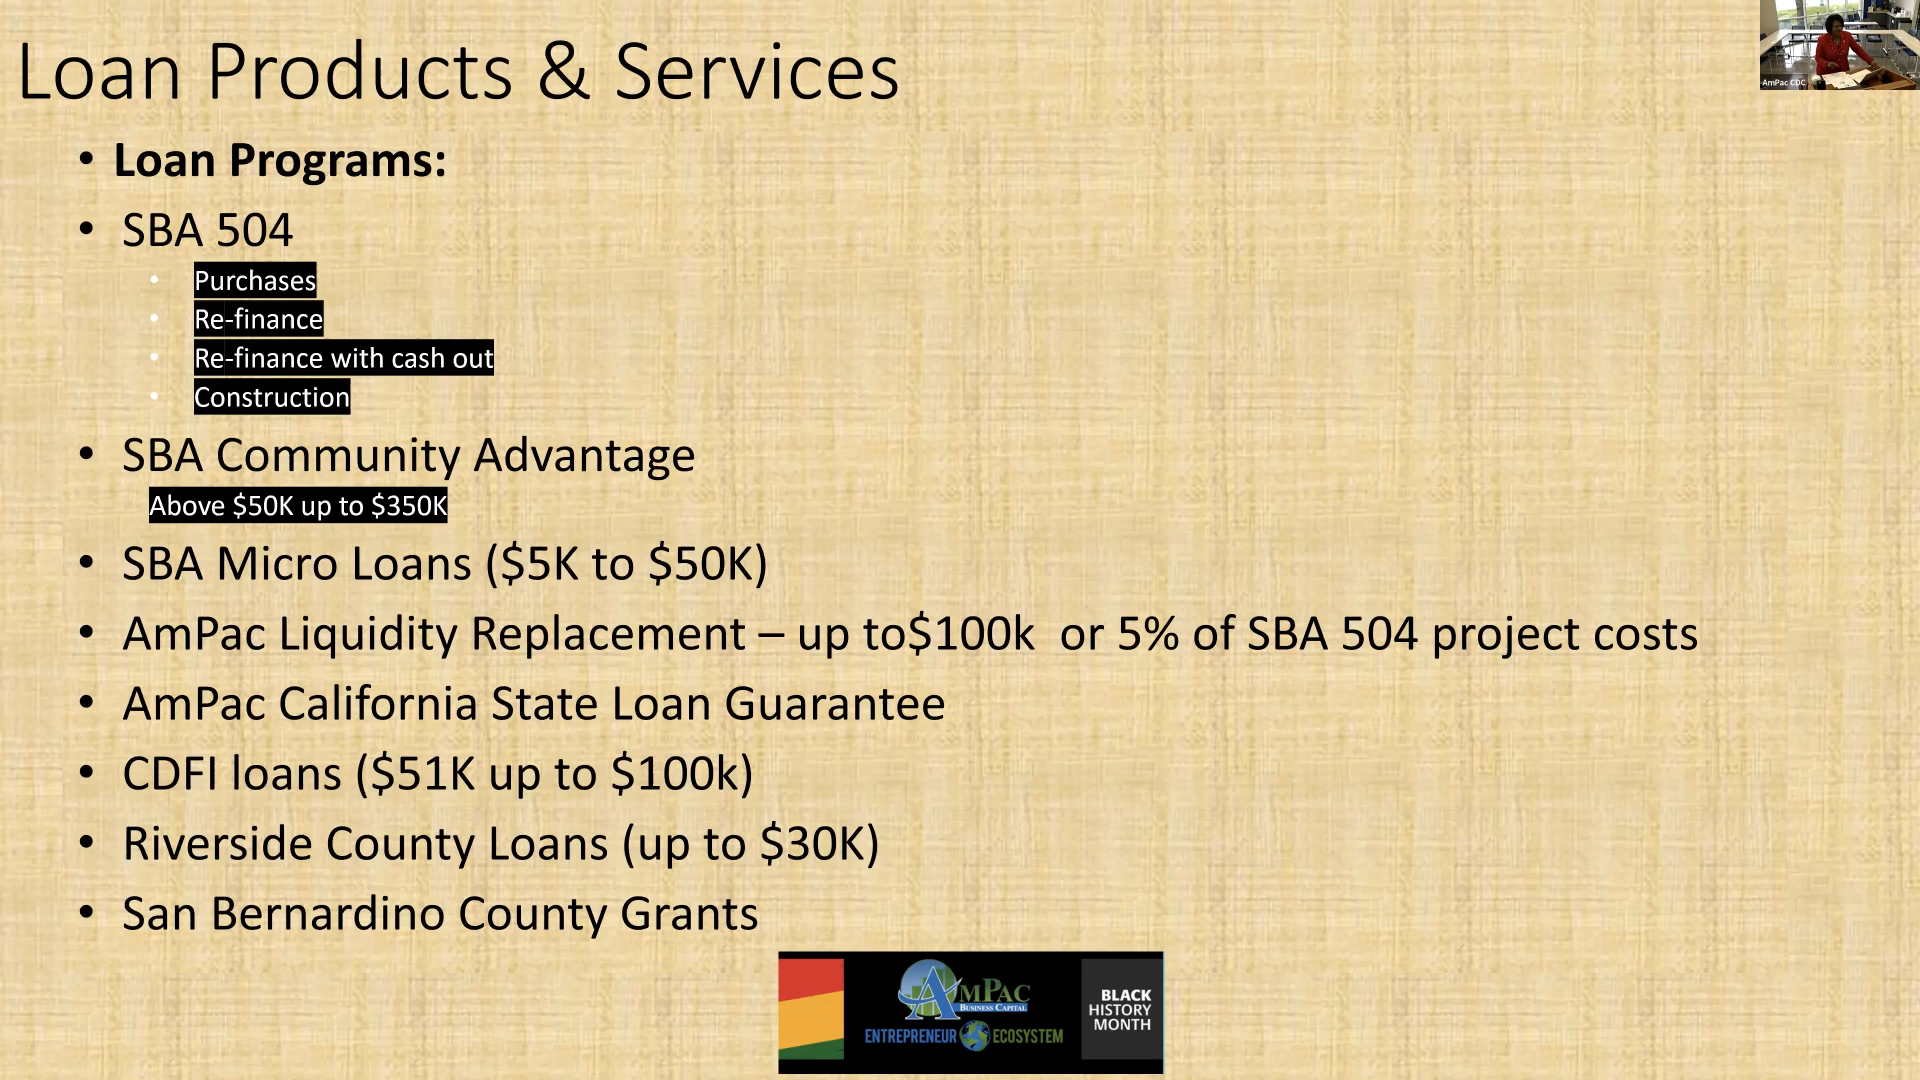 Loan Products & Services
AmPac CDC
• Loan Programs:
• SBA 504
• Purchases
• Re-finance
• Re-finance with cash out
• Construction
• SBA Community Advantage
Above $50K up to $350K
• SBA Micro Loans ($5K to $50K)
• AmPac Liquidity Replacement – up to$100k  or 5% of SBA 504 project costs
• AmPac California State Loan Guarantee
• CDFI loans ($51K up to $100k)
• Riverside County Loans (up to $30K)
• San Bernardino County Grants
AMPAC
BUSINESS CAPITAL
ENTREPRENEUR ECOSYSTEM
BLACK
HISTORY
MONTH